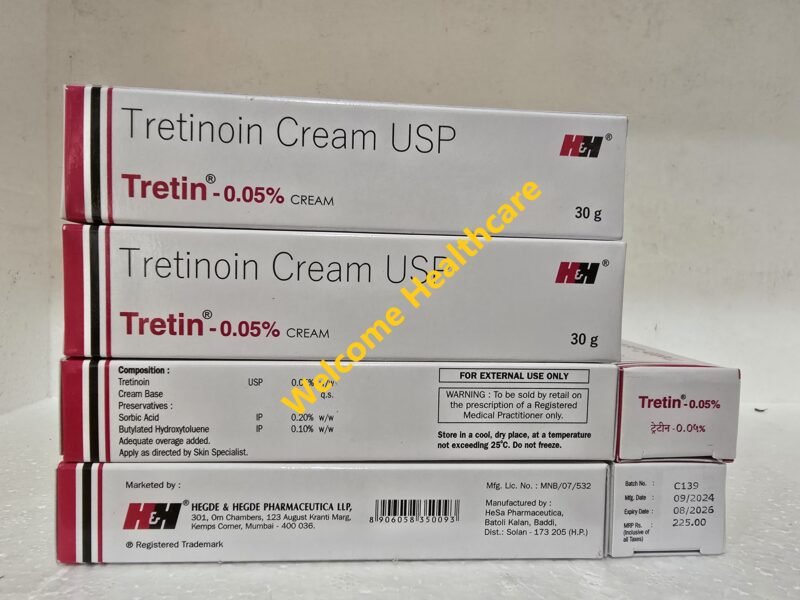 Tretinoin Cream USP
Tretin®-0.05% CREAM
H&H®
30 g
Tretinoin Cream USP
Tretin®-0.05% CREAM
H&H®
30 g
Welcome Healthcare
Composition :
Tretinoin USP w/w
Cream Base q.s.
Preservatives :
Sorbic Acid IP 0.20% w/w
Butylated Hydroxytoluene IP 0.10% w/w
Adequate overage added.
Apply as directed by Skin Specialist.
FOR EXTERNAL USE ONLY
WARNING : To be sold by retail on
the prescription of a Registered
Medical Practitioner only.
Store in a cool, dry place, at a temperature
not exceeding 25°C. Do not freeze.
Tretin®-0.05%
ट्रेटीन-0.0५%
Marketed by :
H&H
HEGDE & HEGDE PHARMACEUTICA LLP,
301, Om Chambers, 123 August Kranti Marg,
Kemps Corner, Mumbai - 400 036.
® Registered Trademark
8 906058 350093
Mfg. Lic. No. : MNB/07/532
Manufactured by :
HeSa Pharmaceutica,
Batoli Kalan, Baddi,
Dist.: Solan - 173 205 (H.P.)
Batch No. : C139
Mfg. Date : 09/2024
Expiry Date : 08/2026
MRP Rs. : 225.00
(Inclusive of
all Taxes)